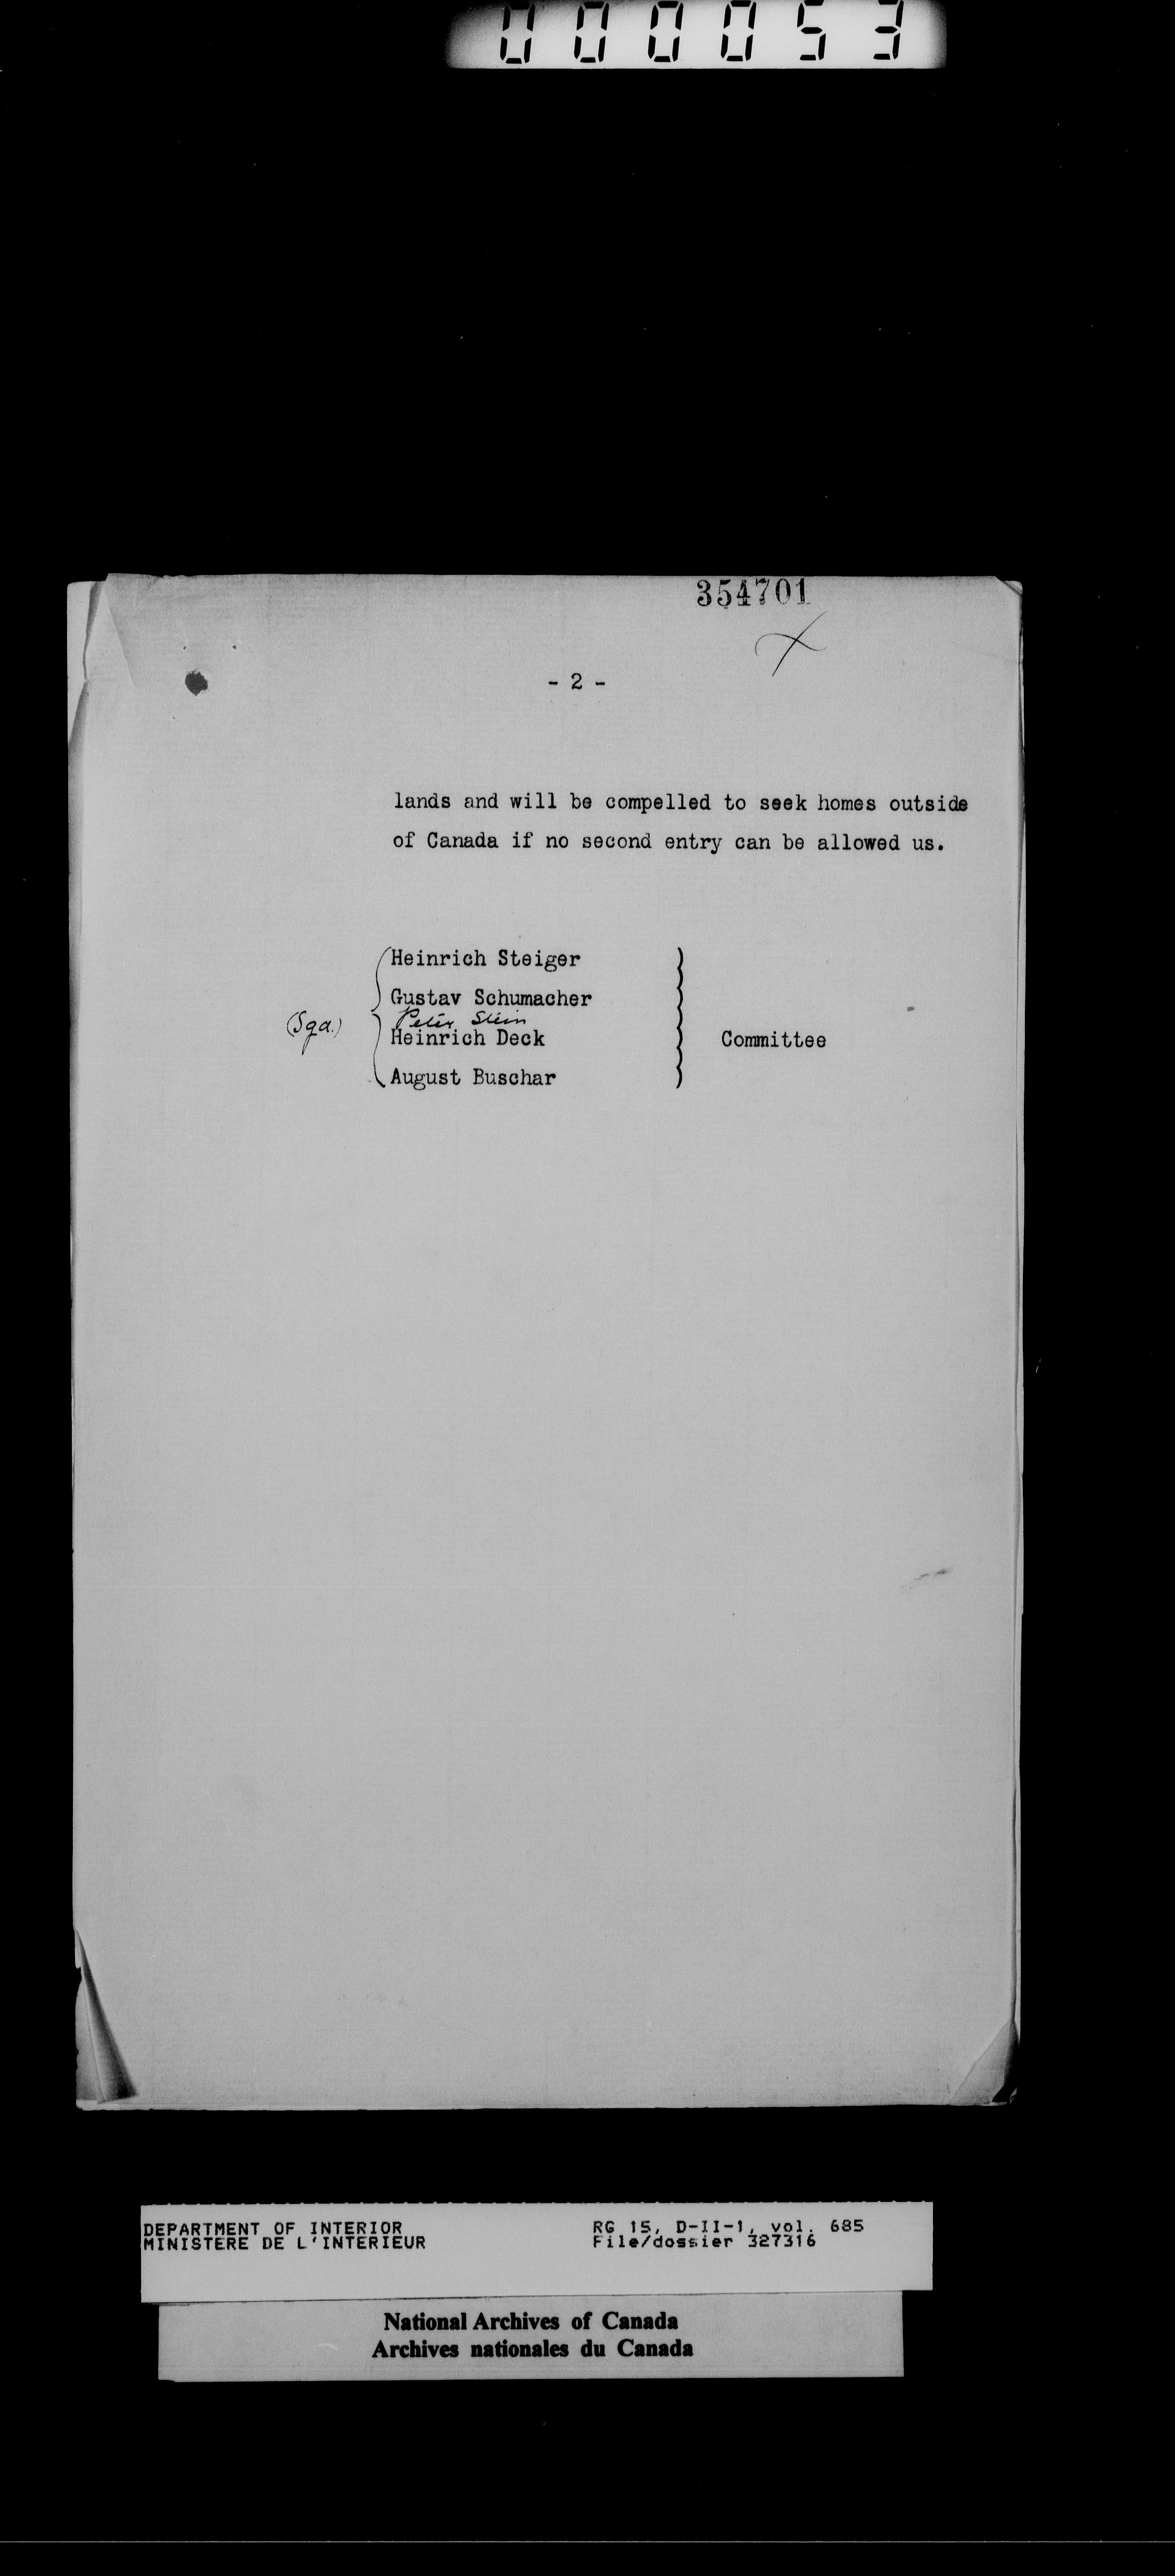 000053
354701
- 2 -
lands and will be compelled to seek homes outside
of Canada if no second entry can be allowed us.
Heinrich Steiger
Gustav Schumacher
Peter Stein
(Sgd.) Heinrich Deck Committee
August Buschar
DEPARTMENT OF INTERIOR RG 15, D-II-1, vol. 685
MINISTERE DE L'INTERIEUR File/dossier 327316
National Archives of Canada
Archives nationales du Canada